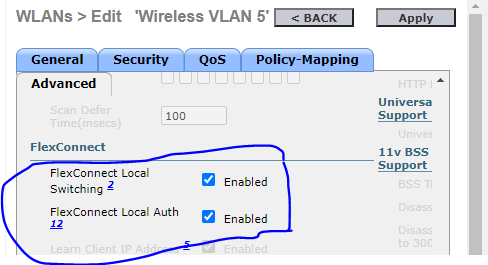 WLANs > Edit 'Wireless VLAN 5'
< BACK
Apply
General
Security
QoS
Policy-Mapping
Advanced
Scan Defer
Time(msecs)
100
FlexConnect
FlexConnect Local
Switching 2
Enabled
FlexConnect Local Auth
12
Enabled
Learn Client IP Address 5
Enabled
HTTP
Universa
Support
Univer
11v BSS
Support
BSS T
Disass
Disass
to 300